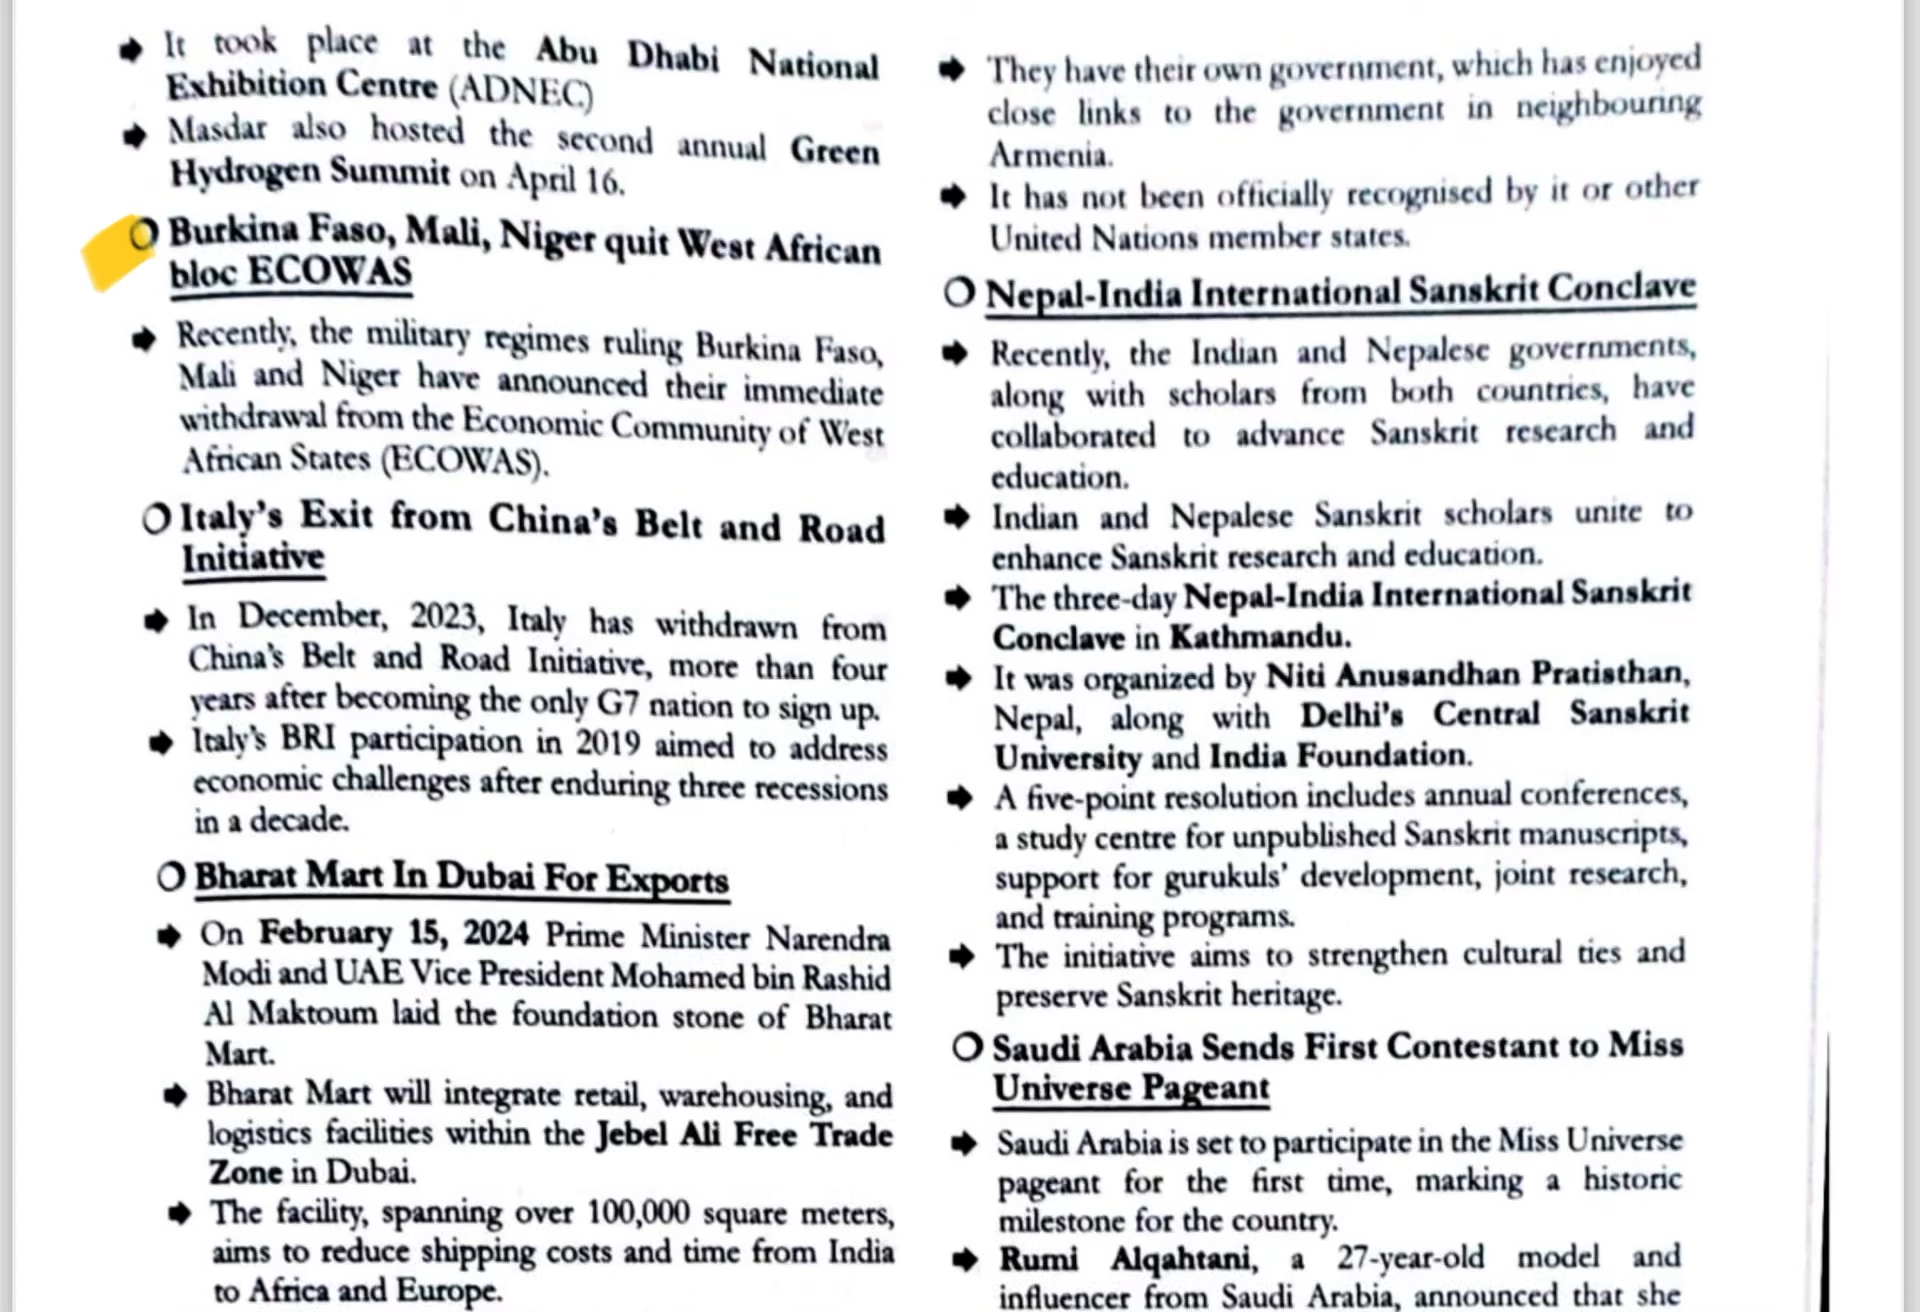 It took place at the Abu Dhabi National
Exhibition Centre (ADNEC)
Masdar also hosted the second annual Green
Hydrogen Summit on April 16.
Burkina Faso, Mali, Niger quit West African
bloc ECOWAS
Recently, the military regimes ruling Burkina Faso,
Mali and Niger have announced their immediate
withdrawal from the Economic Community of West
African States (ECOWAS).
Italy's Exit from China's Belt and Road
Initiative
In December, 2023, Italy has withdrawn from
China's Belt and Road Initiative, more than four
years after becoming the only G7 nation to sign up.
Italy's BRI participation in 2019 aimed to address
economic challenges after enduring three recessions
in a decade.
Bharat Mart In Dubai For Exports
On February 15, 2024 Prime Minister Narendra
Modi and UAE Vice President Mohamed bin Rashid
Al Maktoum laid the foundation stone of Bharat
Mart.
Bharat Mart will integrate retail, warehousing, and
logistics facilities within the Jebel Ali Free Trade
Zone in Dubai.
The facility, spanning over 100,000 square meters,
aims to reduce shipping costs and time from India
to Africa and Europe.
They have their own government, which has enjoyed
close links to the government in neighbouring
Armenia.
It has not been officially recognised by it or other
United Nations member states.
Nepal-India International Sanskrit Conclave
Recently, the Indian and Nepalese governments,
along with scholars from both countries, have
collaborated to advance Sanskrit research and
education.
Indian and Nepalese Sanskrit scholars unite to
enhance Sanskrit research and education.
The three-day Nepal-India International Sanskrit
Conclave in Kathmandu.
It was organized by Niti Anusandhan Pratisthan,
Nepal, along with Delhi's Central Sanskrit
University and India Foundation.
A five-point resolution includes annual conferences,
a study centre for unpublished Sanskrit manuscripts,
support for gurukuls' development, joint research,
and training programs.
The initiative aims to strengthen cultural ties and
preserve Sanskrit heritage.
Saudi Arabia Sends First Contestant to Miss
Universe Pageant
Saudi Arabia is set to participate in the Miss Universe
pageant for the first time, marking a historic
milestone for the country.
Rumi Alqahtani, a 27-year-old model and
influencer from Saudi Arabia, announced that she